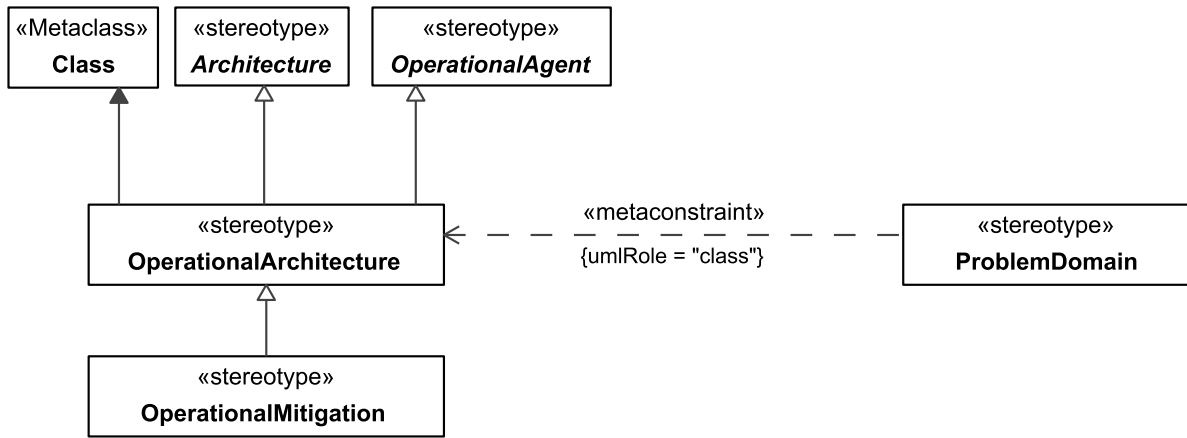 «Metaclass»
Class
«stereotype»
Architecture
«stereotype»
OperationalAgent
«stereotype»
OperationalArchitecture
«metaconstraint»
{umlRole = "class"}
«stereotype»
ProblemDomain
«stereotype»
OperationalMitigation